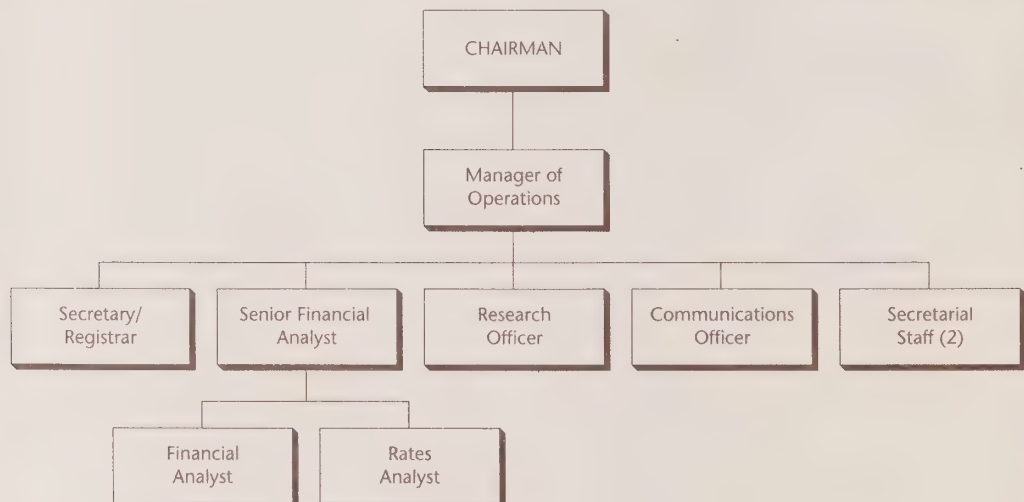 CHAIRMAN
Manager of
Operations
Secretary/
Registrar
Senior Financial
Analyst
Research
Officer
Communications
Officer
Secretarial
Staff (2)
Financial
Analyst
Rates
Analyst